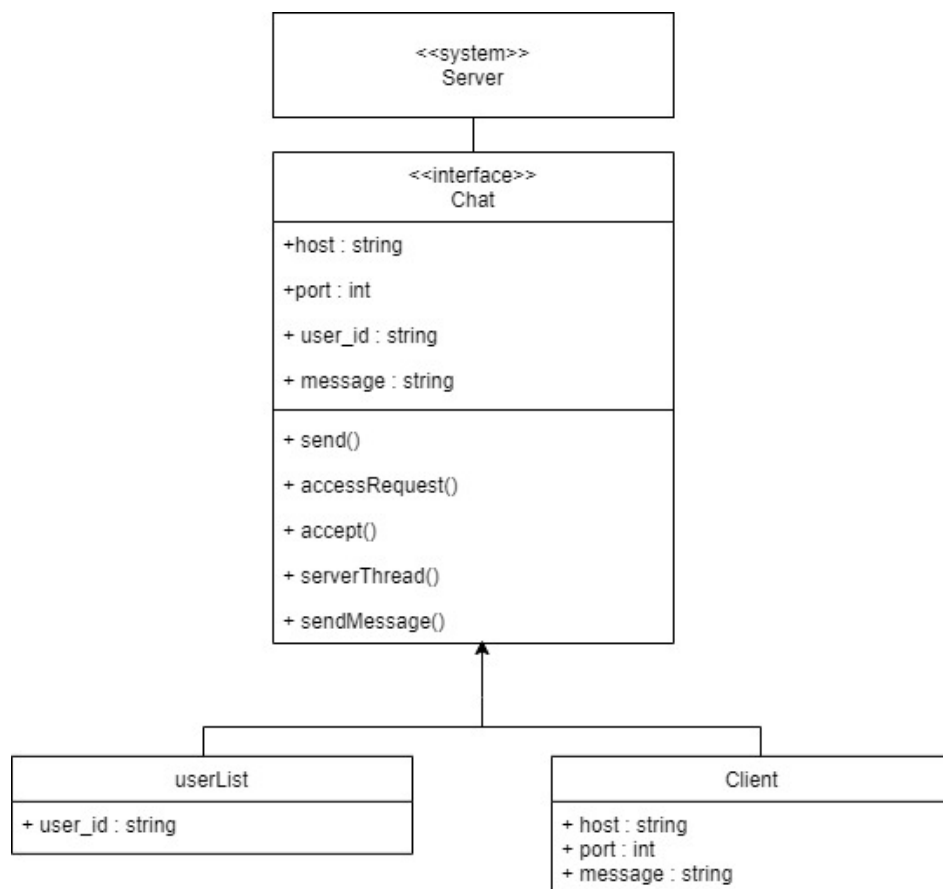 <<system>>
Server
<<interface>>
Chat
+host : string
+port : int
+ user_id : string
+ message : string
+ send()
+ accessRequest()
+ accept()
+ serverThread()
+ sendMessage()
userList
+ user_id : string
Client
+ host : string
+ port : int
+ message : string